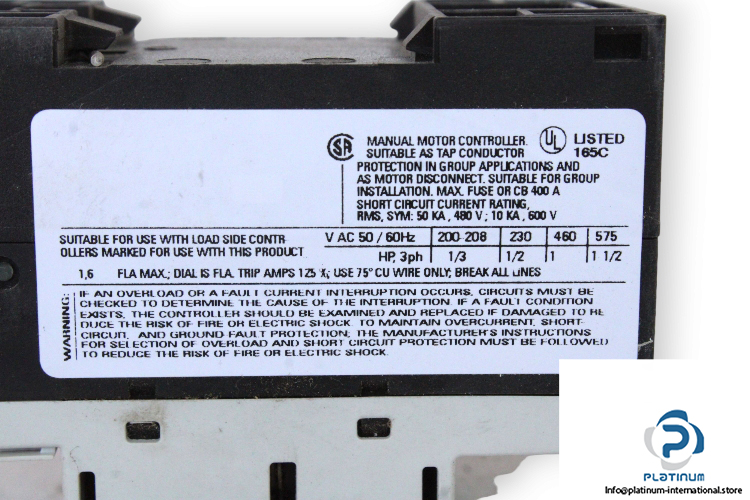 SA
MANUAL MOTOR CONTROLLER. UL LISTED
SUITABLE AS TAP CONDUCTOR 165C
PROTECTION IN GROUP APPLICATIONS AND
AS MOTOR DISCONNECT. SUITABLE FOR GROUP
INSTALLATION. MAX. FUSE OR CB 400 A
SHORT CIRCUIT CURRENT RATING,
RMS, SYM: 50 KA, 480 V; 10 KA, 600 V
SUITABLE FOR USE WITH LOAD SIDE CONTR-
OLLERS MARKED FOR USE WITH THIS PRODUCT
V AC 50 / 60Hz 200-208 230 460 575
HP, 3ph 1/3 1/2 1 1 1/2
1,6 FLA MAX.; DIAL IS FLA. TRIP AMPS 125 %; USE 75° CU WIRE ONLY; BREAK ALL LINES
WARNING:
IF AN OVERLOAD OR A FAULT CURRENT INTERRUPTION OCCURS, CIRCUITS MUST BE
CHECKED TO DETERMINE THE CAUSE OF THE INTERRUPTION. IF A FAULT CONDITION
EXISTS, THE CONTROLLER SHOULD BE EXAMINED AND REPLACED IF DAMAGED TO RE
DUCE THE RISK OF FIRE OR ELECTRIC SHOCK. TO MAINTAIN OVERCURRENT, SHORT-
CIRCUIT, AND GROUND FAULT PROTECTION, THE MANUFACTURER'S INSTRUCTIONS
FOR SELECTION OF OVERLOAD AND SHORT CIRCUIT PROTECTION MUST BE FOLLOWED
TO REDUCE THE RISK OF FIRE OR ELECTRIC SHOCK.
PLATINUM
INTERNATIONAL
Info@platinum-international.store